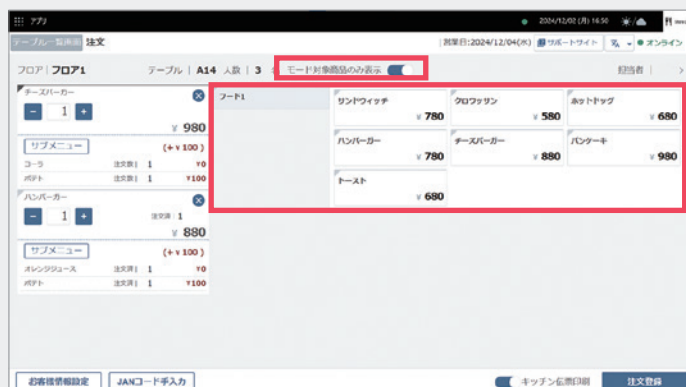 アプリ 2024/12/02 (月) 16:50
テーブル一覧画面 注文 営業日:2024/12/04(水) サポートサイト オンライン
フロア | フロア1 テーブル | A14 人数 | 3 モード対象商品のみ表示 担当者 |
チーズバーガー
1
¥ 980
サブメニュー (+¥100)
コーラ 注文数 | 1 ¥0
ポテト 注文数 | 1 ¥100
ハンバーガー
1 注文済 | 1
¥ 880
サブメニュー (+¥100)
オレンジジュース 注文済 | 1 ¥0
ポテト 注文済 | 1 ¥100
フード1
サンドウィッチ ¥ 780
クロワッサン ¥ 580
ホットドッグ ¥ 680
ハンバーガー ¥ 780
チーズバーガー ¥ 880
パンケーキ ¥ 980
トースト ¥ 680
お客様情報設定 JANコード手入力 キッチン伝票印刷 注文登録